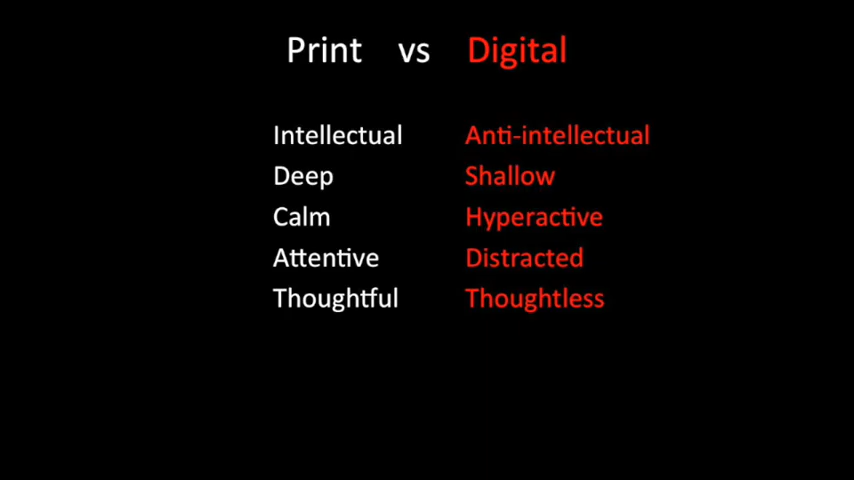 Print vs Digital
Intellectual Anti-intellectual
Deep Shallow
Calm Hyperactive
Attentive Distracted
Thoughtful Thoughtless